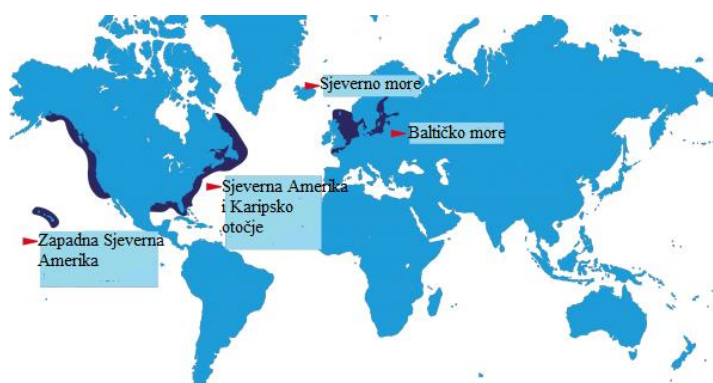 Sjeverno more
Baltičko more
Sjeverna Amerika
i Karipsko
otočje
Zapadna Sjeverna
Amerika